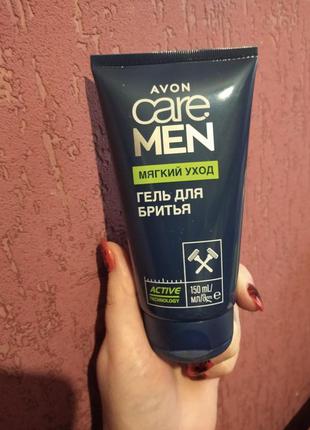 AVON
care
MEN
МЯГКИЙ УХОД
ГЕЛЬ ДЛЯ
БРИТЬЯ
ACTIVE
TECHNOLOGY
150 mL/
МЛ/